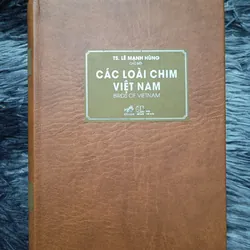 TS. LÊ MẠNH HÙNG
CÁC LOÀI CHIM
VIỆT NAM
BIRDS OF VIETNAM